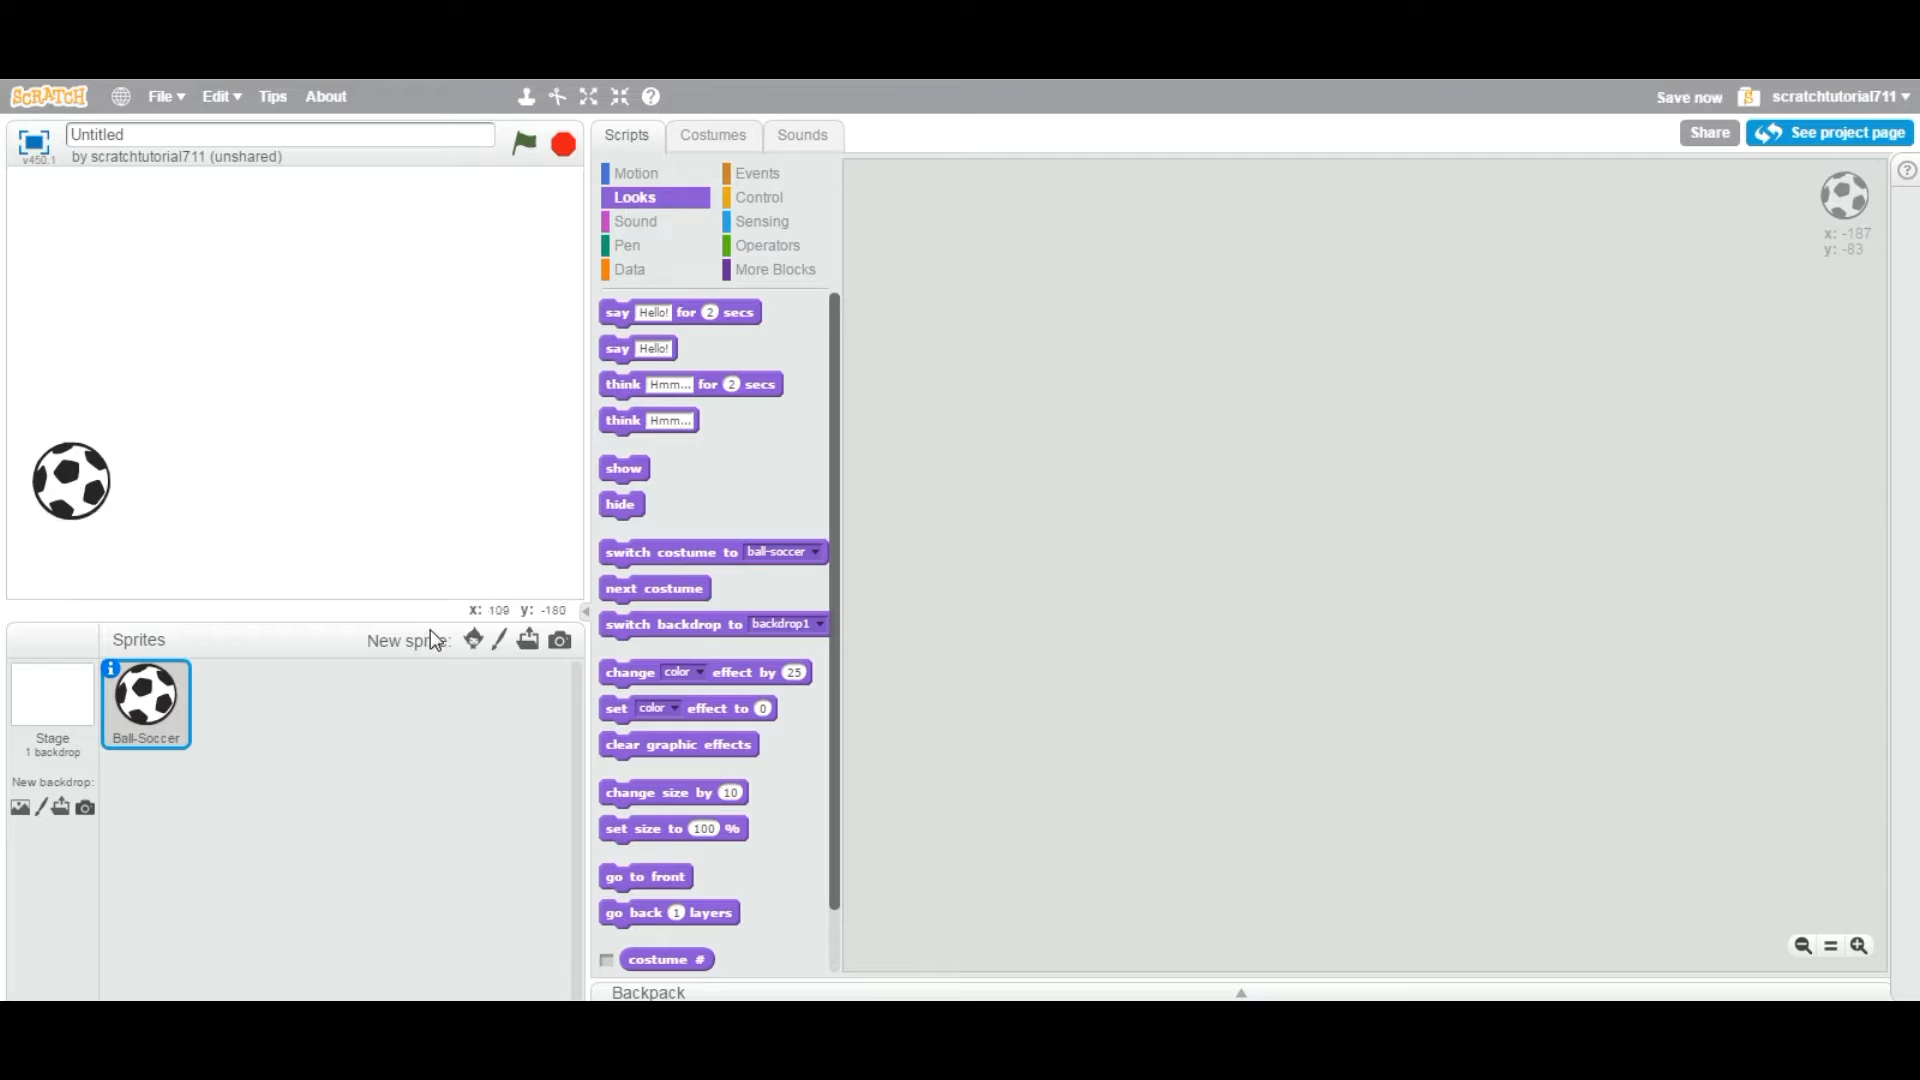 SCRATCH File Edit Tips About
Save now scratchtutorial711
Untitled
v450.1 by scratchtutorial711 (unshared)
Scripts Costumes Sounds
Share See project page
Motion Events
Looks Control
Sound Sensing
Pen Operators
Data More Blocks
x: -187
y: -83
say Hello! for 2 secs
say Hello!
think Hmm... for 2 secs
think Hmm...
show
hide
switch costume to ball-soccer
next costume
switch backdrop to backdrop1
change color effect by 25
set color effect to 0
clear graphic effects
change size by 10
set size to 100 %
go to front
go back 1 layers
costume #
x: 109 y: -180
Sprites New sprite:
Stage
1 backdrop
Ball-Soccer
New backdrop:
Backpack